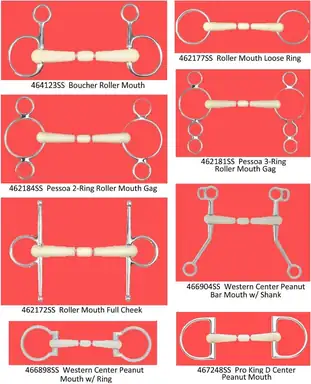 464123SS Boucher Roller Mouth
462177SS Roller Mouth Loose Ring
462184SS Pessoa 2-Ring Roller Mouth Gag
462181SS Pessoa 3-Ring
Roller Mouth Gag
462172SS Roller Mouth Full Cheek
466904SS Western Center Peanut
Bar Mouth w/ Shank
466898SS Western Center Peanut
Mouth w/ Ring
467248SS Pro King D Center
Peanut Mouth